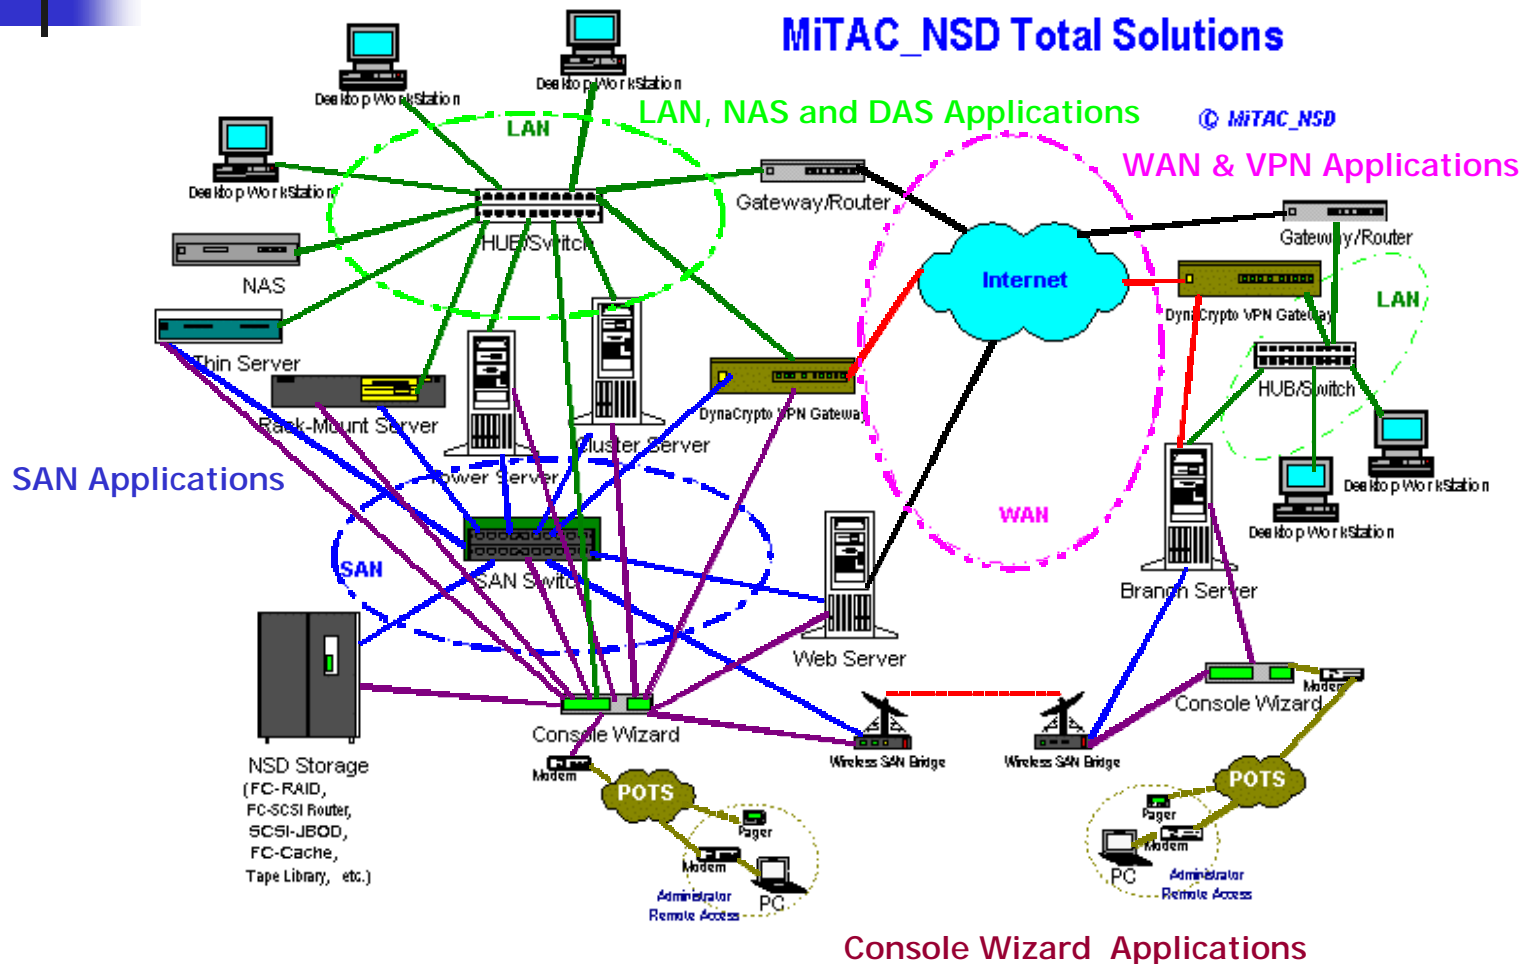 MiTAC_NSD Total Solutions
Desktop WorkStation
Desktop WorkStation
LAN, NAS and DAS Applications
© MiTAC_NSD
LAN
WAN & VPN Applications
Desktop WorkStation
Gateway/Router
Gateway/Router
HUB/Switch
NAS
Internet
LAN
DynaCrypto VPN Gateway
Thin Server
HUB/Switch
Rack-Mount Server
DynaCrypto VPN Gateway
Cluster Server
Tower Server
SAN Applications
Desktop WorkStation
WAN
Desktop WorkStation
SAN
SAN Switch
Branch Server
Web Server
Modem
Console Wizard
Console Wizard
Wireless SAN Bridge
Wireless SAN Bridge
NSD Storage
(FC-RAID,
FC-SCSI Router,
SCSI-JBOD,
FC-Cache,
Tape Library, etc.)
Modem
POTS
POTS
Pager
Pager
Modem
Modem
PC
PC
Administrator
Remote Access
Administrator
Remote Access
Console Wizard Applications